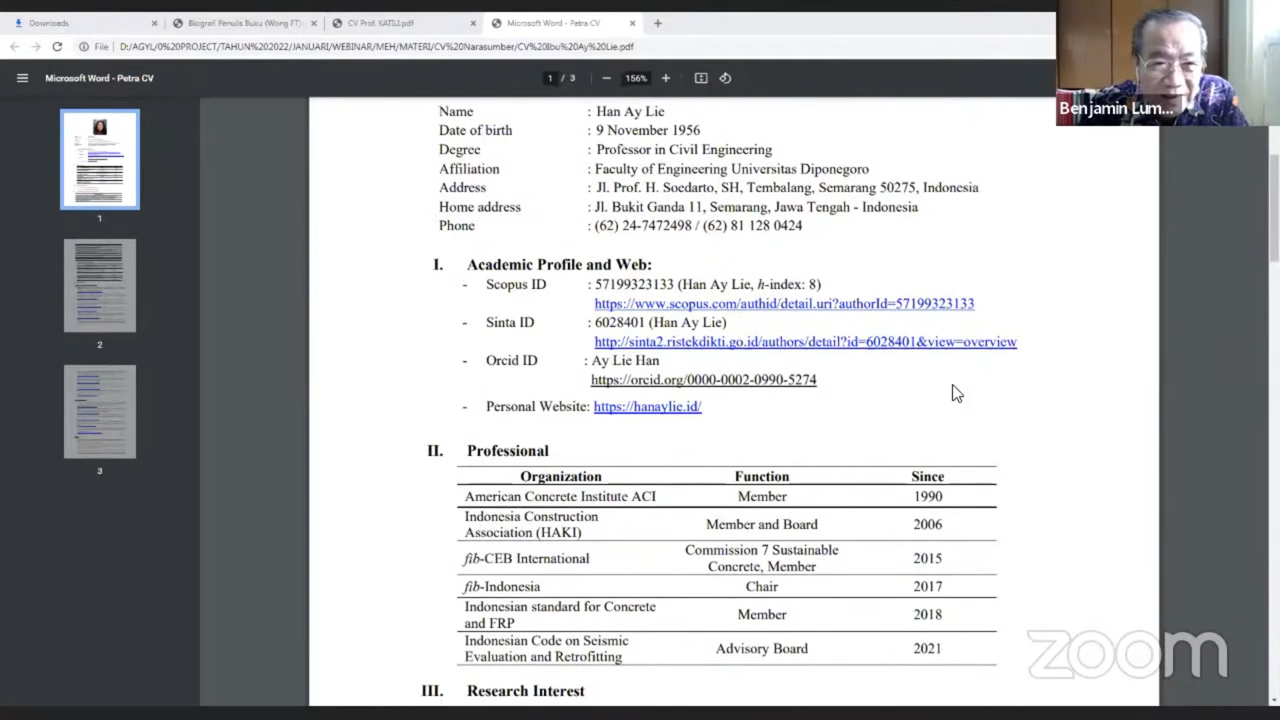 Downloads
Biografi Penulis Buku (Wong FT)
CV Prof. KATILI.pdf
Microsoft Word - Petra CV
File
D:/AGYL/0%20PROJECT/TAHUN%202022/JANUARI/WEBINAR/MEH/MATERI/CV%20Narasumber/CV%20Ibu%20Ay%20Lie.pdf
Microsoft Word - Petra CV
1 / 3
156%
Benjamin Lum...
1
2
3
Name : Han Ay Lie
Date of birth : 9 November 1956
Degree : Professor in Civil Engineering
Affiliation : Faculty of Engineering Universitas Diponegoro
Address : Jl. Prof. H. Soedarto, SH, Tembalang, Semarang 50275, Indonesia
Home address : Jl. Bukit Ganda 11, Semarang, Jawa Tengah - Indonesia
Phone : (62) 24-7472498 / (62) 81 128 0424
I. Academic Profile and Web:
- Scopus ID : 57199323133 (Han Ay Lie, h-index: 8)
https://www.scopus.com/authid/detail.uri?authorId=57199323133
- Sinta ID : 6028401 (Han Ay Lie)
http://sinta2.ristekdikti.go.id/authors/detail?id=6028401&view=overview
- Orcid ID : Ay Lie Han
https://orcid.org/0000-0002-0990-5274
- Personal Website: https://hanaylie.id/
II. Professional
Organization Function Since
American Concrete Institute ACI Member 1990
Indonesia Construction
Association (HAKI) Member and Board 2006
fib-CEB International Commission 7 Sustainable
Concrete, Member 2015
fib-Indonesia Chair 2017
Indonesian standard for Concrete
and FRP Member 2018
Indonesian Code on Seismic
Evaluation and Retrofitting Advisory Board 2021
III. Research Interest
zoom